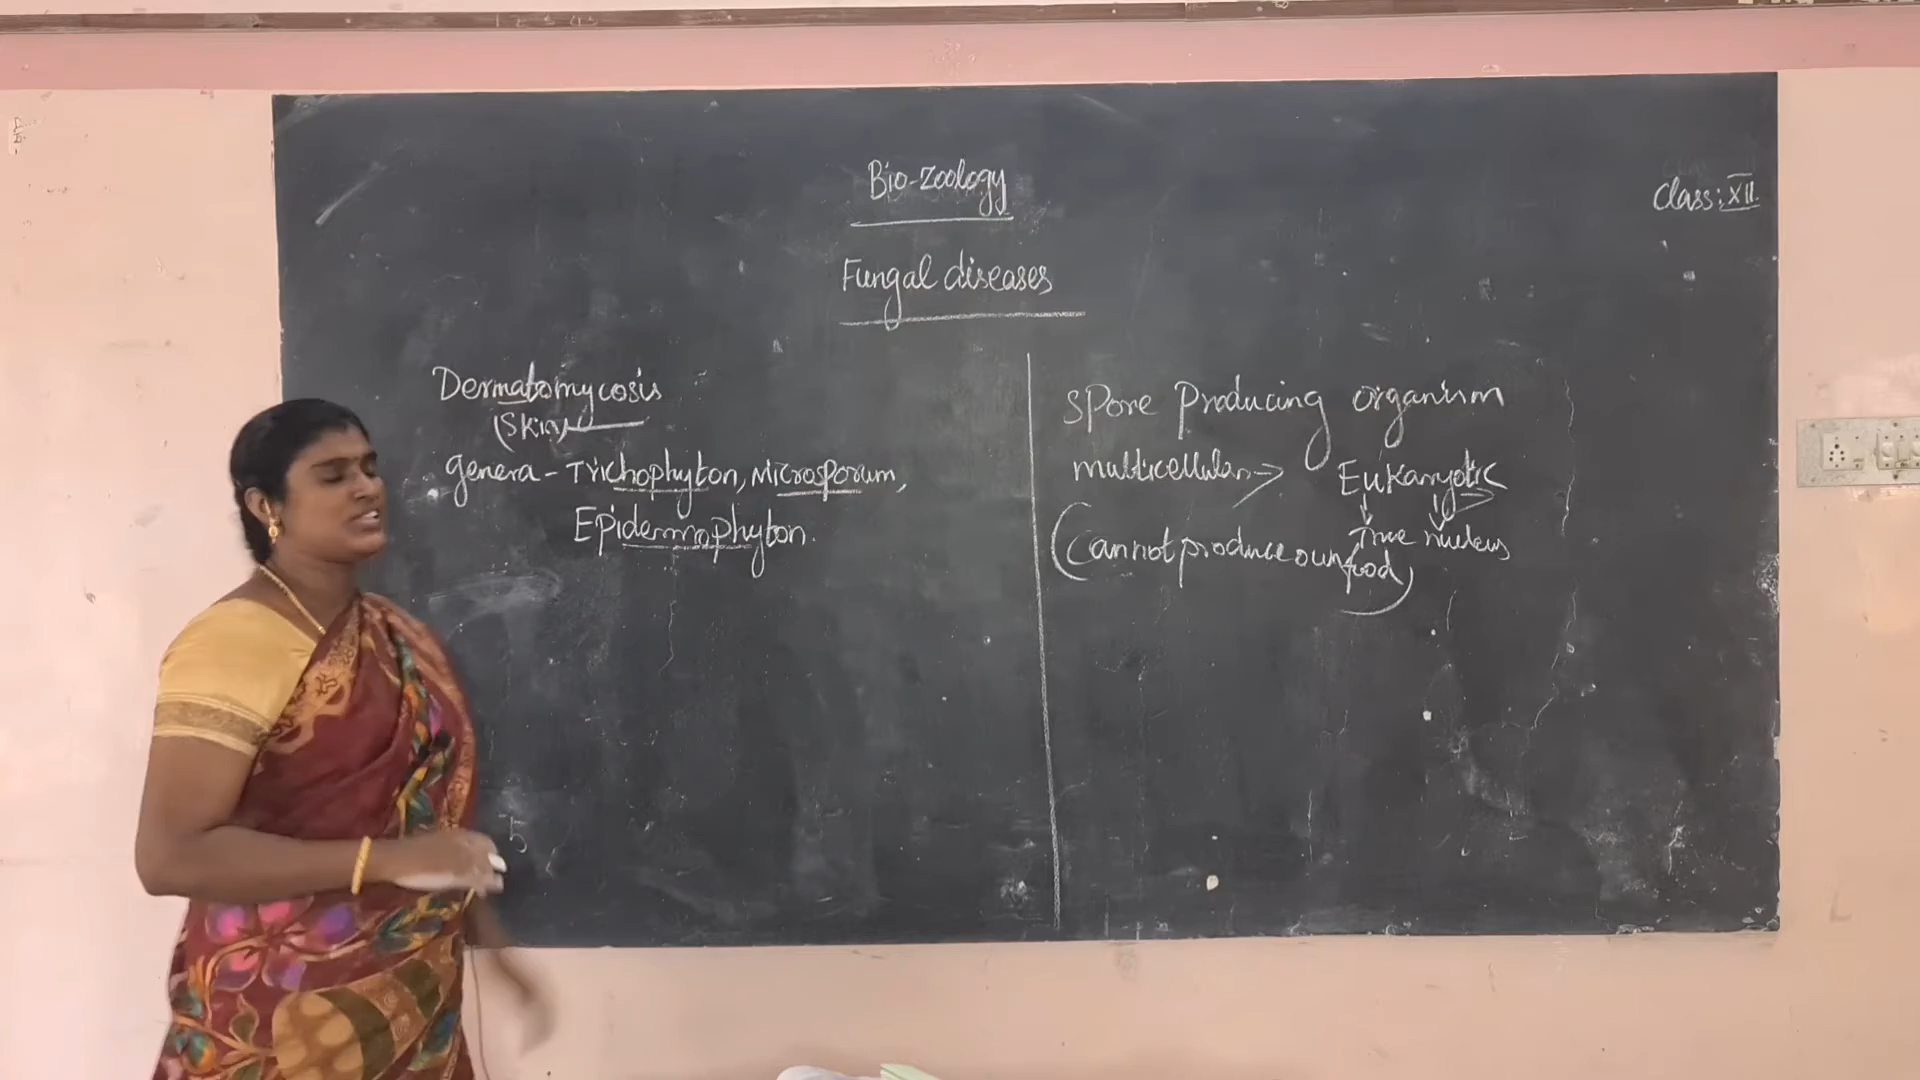 Bio-zoology
Class: XII
Fungal diseases
Dermatomycosis
(Skin)
genera - Trichophyton, Microsporum,
Epidermophyton.
Spore Producing organism
multicellular → Eukaryotic
True nucleus
(Cannot produce own food)
5